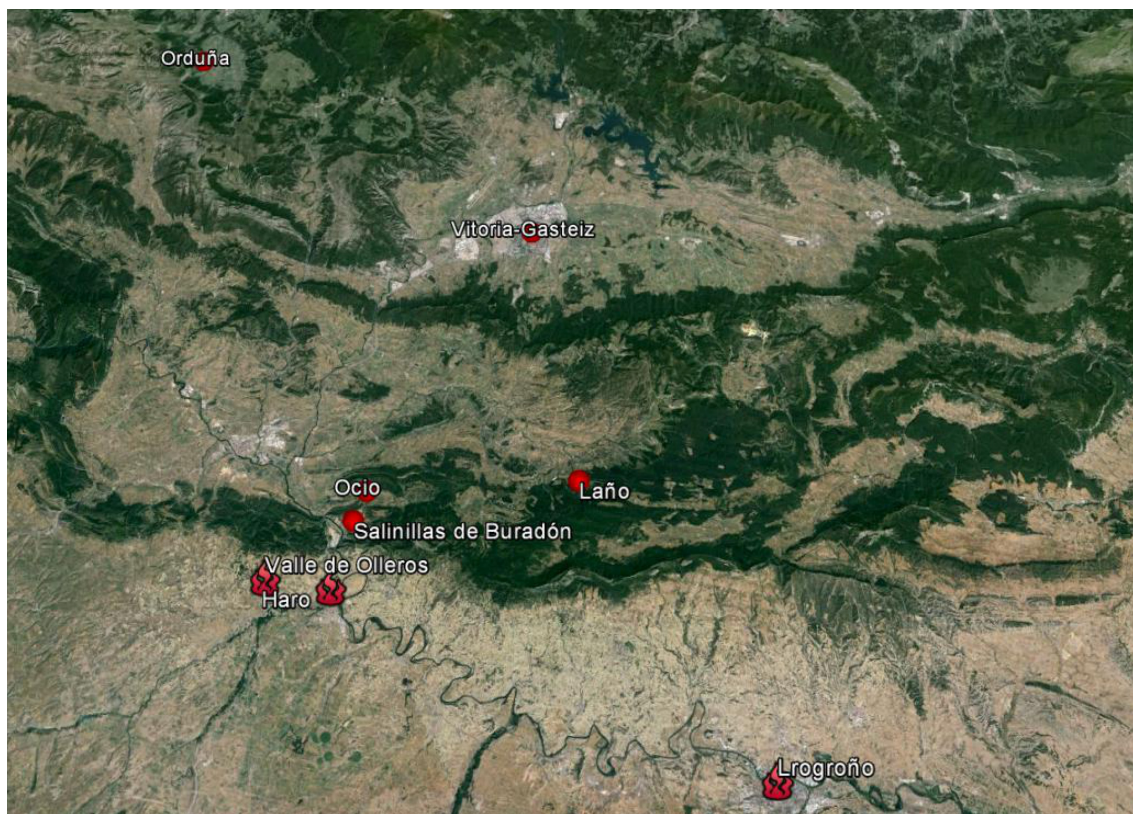 Orduña
Vitoria-Gasteiz
Ocio
Laño
Salinillas de Buradón
Valle de Olleros
Haro
Lrogroño